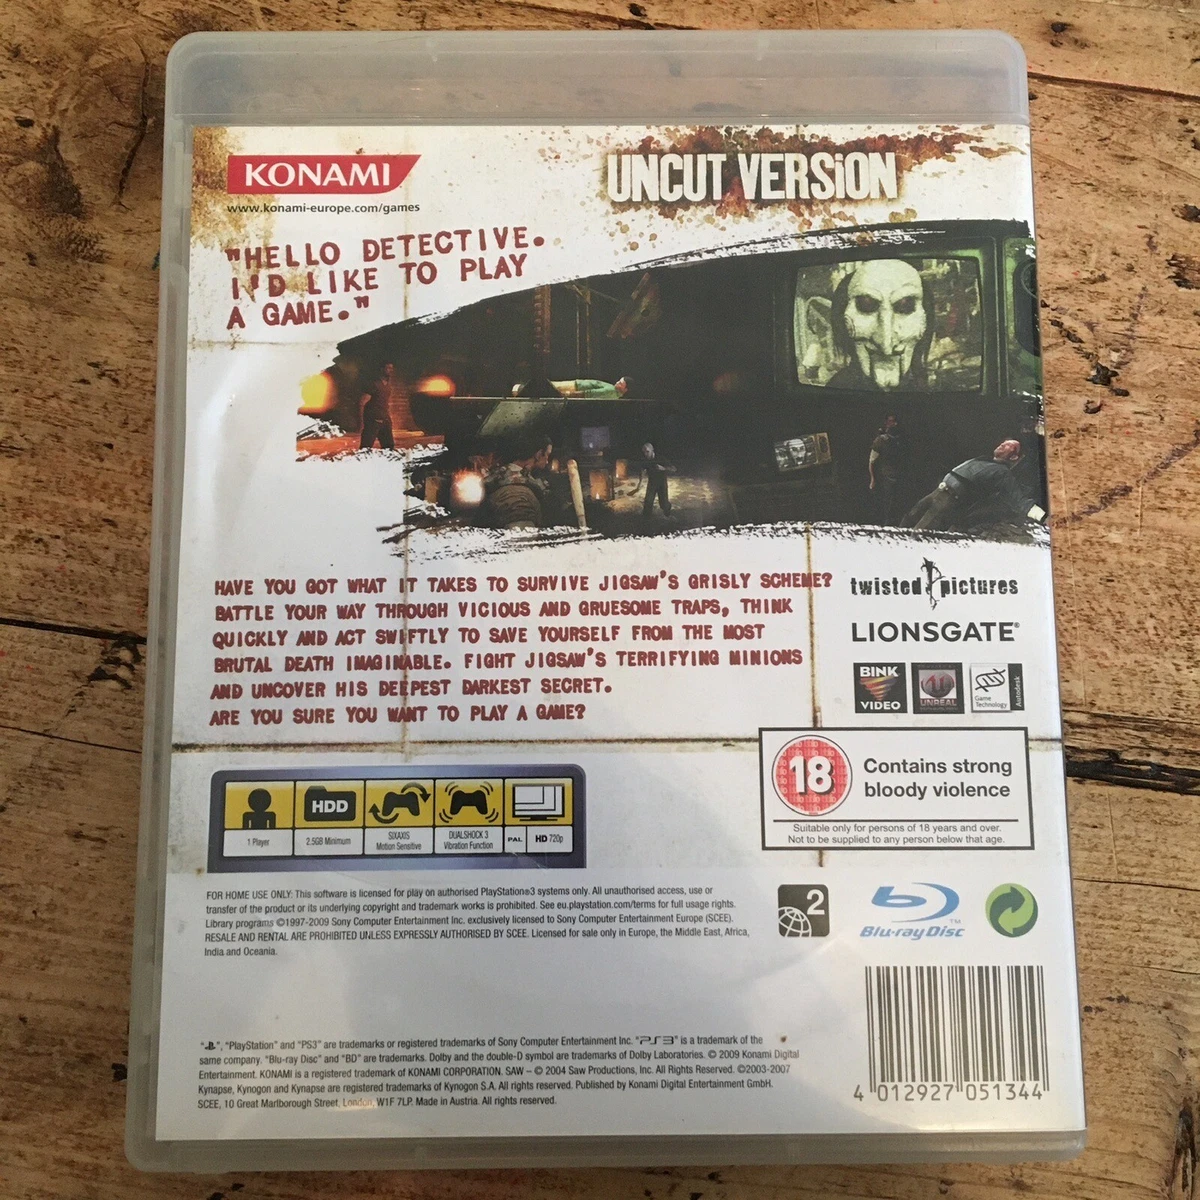 KONAMI
www.konami-europe.com/games
UNCUT VERSiON
"HELLO DETECTIVE.
I'D LIKE TO PLAY
A GAME."
HAVE YOU GOT WHAT IT TAKES TO SURVIVE JIGSAW'S GRISLY SCHEME?
BATTLE YOUR WAY THROUGH VICIOUS AND GRUESOME TRAPS, THINK
QUICKLY AND ACT SWIFTLY TO SAVE YOURSELF FROM THE MOST
BRUTAL DEATH IMAGINABLE. FIGHT JIGSAW'S TERRIFYING MINIONS
AND UNCOVER HIS DEEPEST DARKEST SECRET.
ARE YOU SURE YOU WANT TO PLAY A GAME?
twisted pictures
LIONSGATE®
BINK
VIDEO
UNREAL
Game
Technology
Autodesk
18
Contains strong
bloody violence
Suitable only for persons of 18 years and over.
Not to be supplied to any person below that age.
HDD
1 Player
2.5GB Minimum
SIXAXIS
Motion Sensitive
DUALSHOCK 3
Vibration Function
PAL
HD 720p
FOR HOME USE ONLY: This software is licensed for play on authorised PlayStation®3 systems only. All unauthorised access, use or
transfer of the product or its underlying copyright and trademark works is prohibited. See eu.playstation.com/terms for full usage rights.
Library programs ©1997-2009 Sony Computer Entertainment Inc. exclusively licensed to Sony Computer Entertainment Europe (SCEE).
RESALE AND RENTAL ARE PROHIBITED UNLESS EXPRESSLY AUTHORISED BY SCEE. Licensed for sale only in Europe, the Middle East, Africa,
India and Oceania.
2
Blu-ray Disc
TM
"PS", "PlayStation" and "PS3" are trademarks or registered trademarks of Sony Computer Entertainment Inc. "PS3" is a trademark of the
same company. "Blu-ray Disc" and "BD" are trademarks. Dolby and the double-D symbol are trademarks of Dolby Laboratories. © 2009 Konami Digital
Entertainment. KONAMI is a registered trademark of KONAMI CORPORATION. SAW – © 2004 Saw Productions, Inc. All Rights Reserved. ©2003-2007
Kynapse, Kynogon and Kynapse are registered trademarks of Kynogon S.A. All rights reserved. Published by Konami Digital Entertainment GmbH.
SCEE, 10 Great Marlborough Street, London, W1F 7LP. Made in Austria. All rights reserved.
4 012927 051344